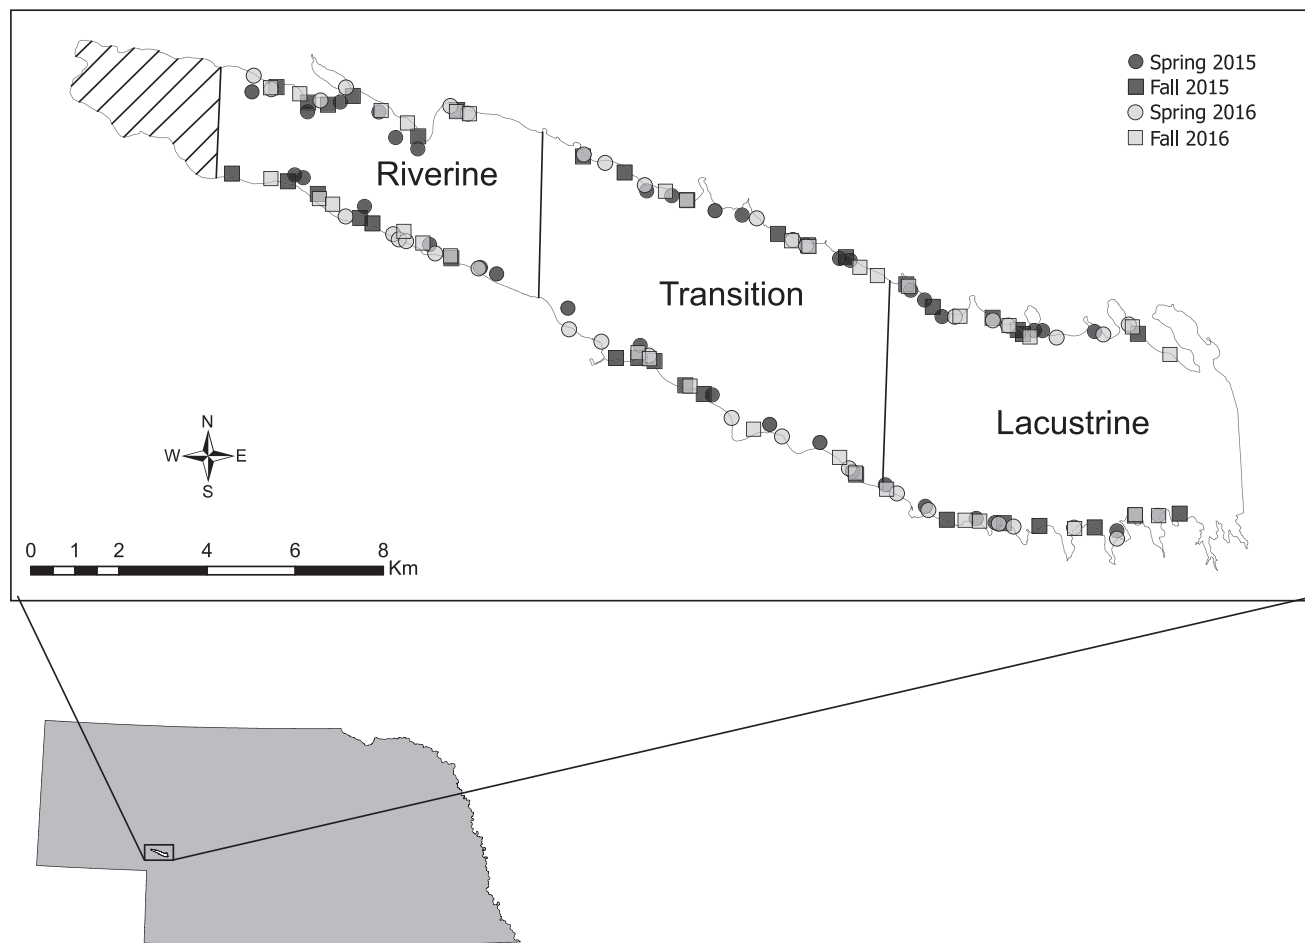 Spring 2015
Fall 2015
Spring 2016
Fall 2016
Riverine
Transition
Lacustrine
N
W E
S
0 1 2 4 6 8
Km